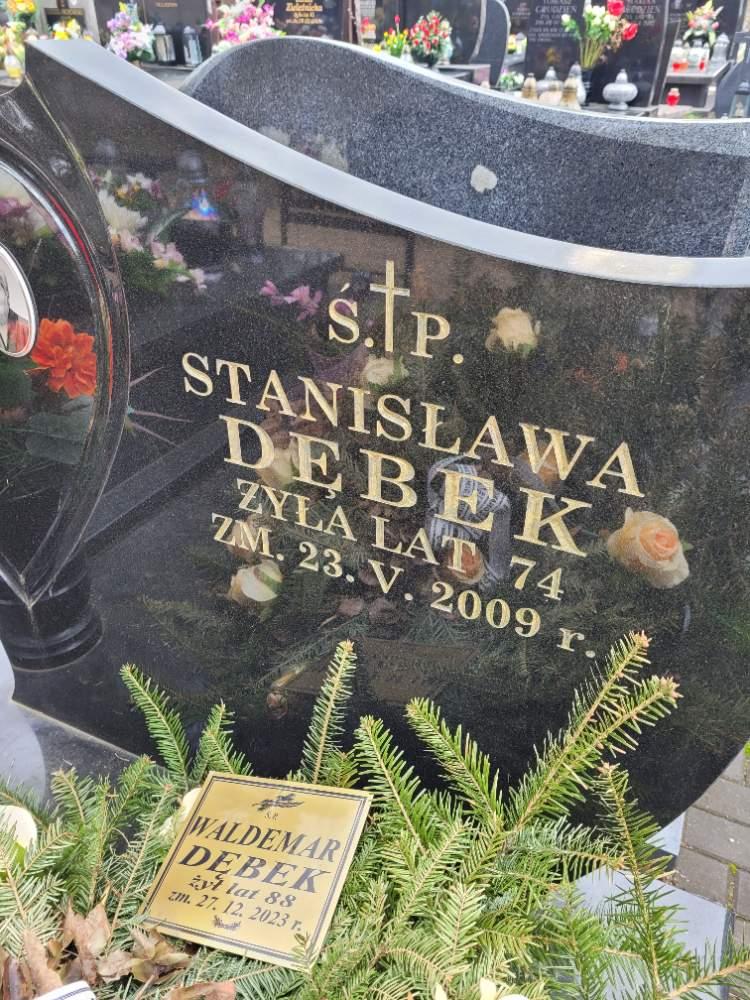 Ś. P.
STANISŁAWA
DĘBEK
ŻYŁA LAT 74
ZM. 23. V. 2009 r.
Ś.P.
WALDEMAR
DĘBEK
żył lat 88
zm. 27. 12. 2023 r.